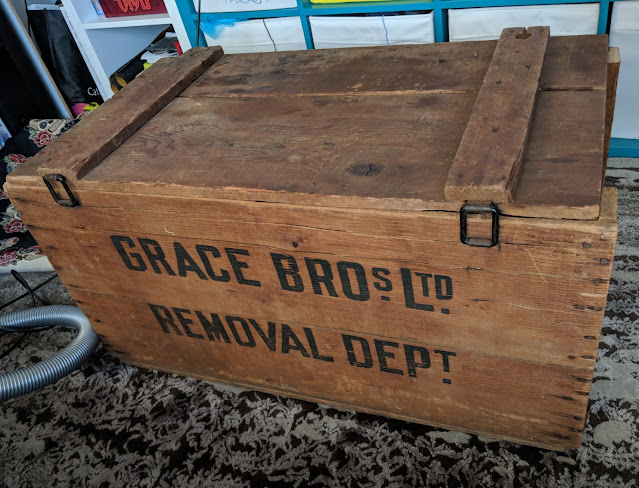 GRACE BROS. LTD.
REMOVAL DEPT.